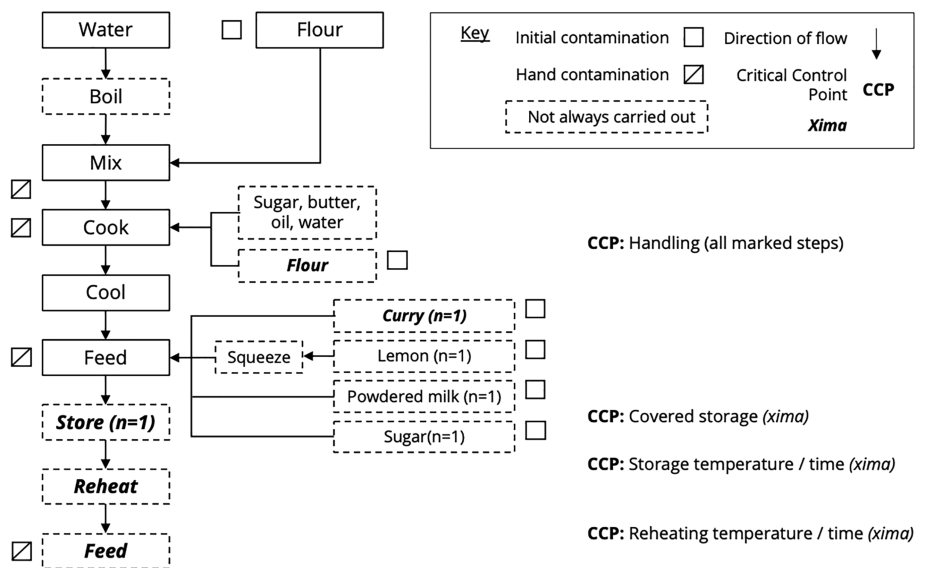 Water
Flour
Key
Initial contamination
Direction of flow
Hand contamination
Critical Control
Point
CCP
Not always carried out
Xima
Boil
Mix
Sugar, butter,
oil, water
Cook
Flour
CCP: Handling (all marked steps)
Cool
Curry (n=1)
Feed
Squeeze
Lemon (n=1)
Powdered milk (n=1)
Store (n=1)
Sugar(n=1)
CCP: Covered storage (xima)
CCP: Storage temperature / time (xima)
Reheat
CCP: Reheating temperature / time (xima)
Feed